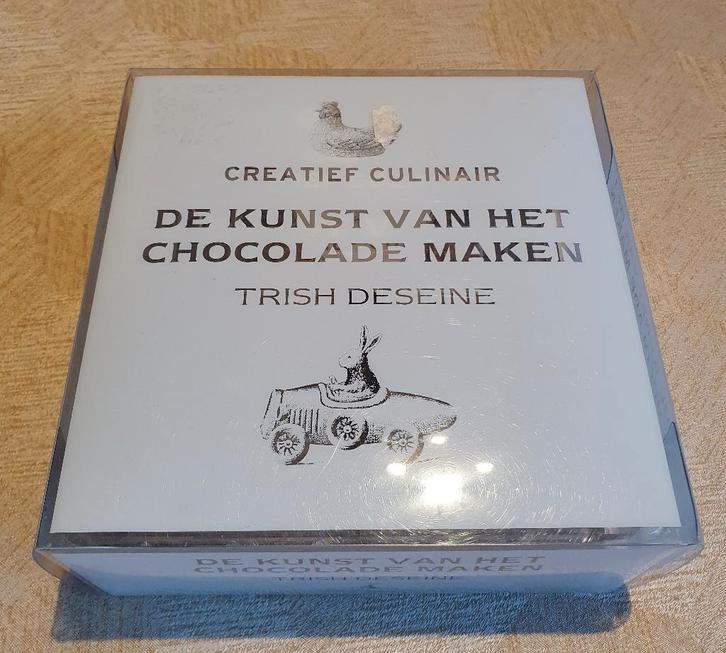 CREATIEF CULINAIR
DE KUNST VAN HET
CHOCOLADE MAKEN
TRISH DESEINE
DE KUNST VAN HET
CHOCOLADE MAKEN
TRISH DESEINE